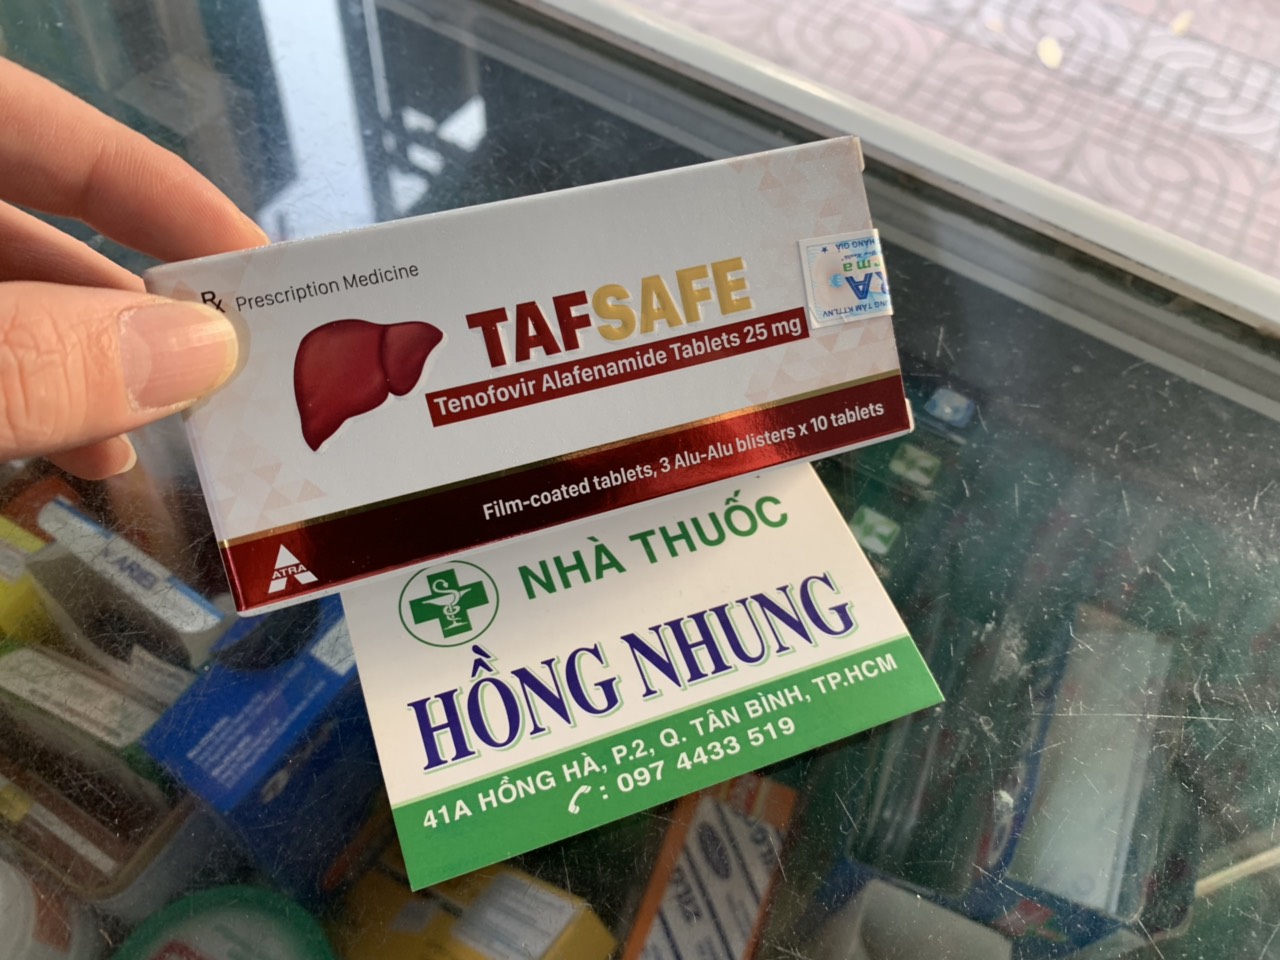 Rx Prescription Medicine
TAFSAFE
Tenofovir Alafenamide Tablets 25 mg
Film-coated tablets, 3 Alu-Alu blisters x 10 tablets
ATRA
NHÀ THUỐC
HỒNG NHUNG
41A HỒNG HÀ, P.2, Q. TÂN BÌNH, TP.HCM
: 097 4433 519